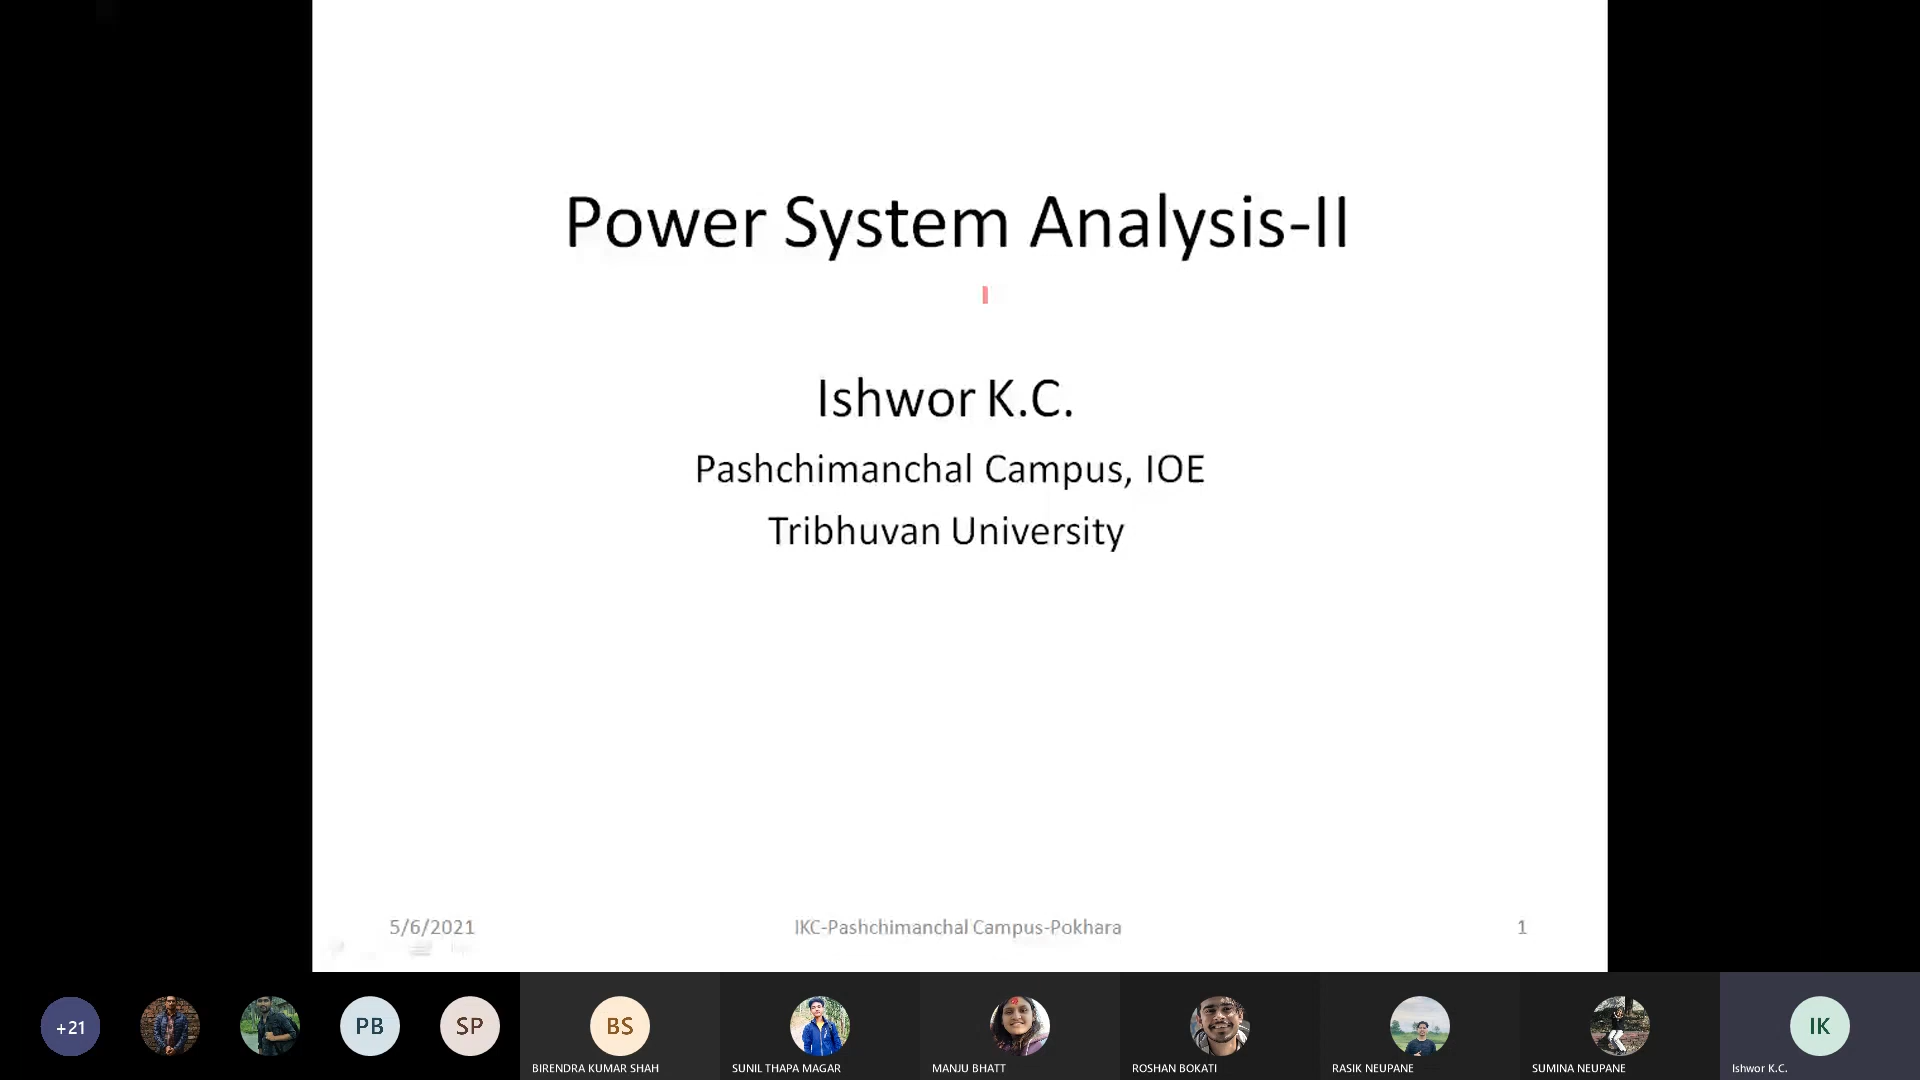 Power System Analysis-II
Ishwor K.C.
Pashchimanchal Campus, IOE
Tribhuvan University
5/6/2021
IKC-Pashchimanchal Campus-Pokhara
1
+21
PB
SP
BS
IK
BIRENDRA KUMAR SHAH
SUNIL THAPA MAGAR
MANJU BHATT
ROSHAN BOKATI
RASIK NEUPANE
SUMINA NEUPANE
Ishwor K.C.